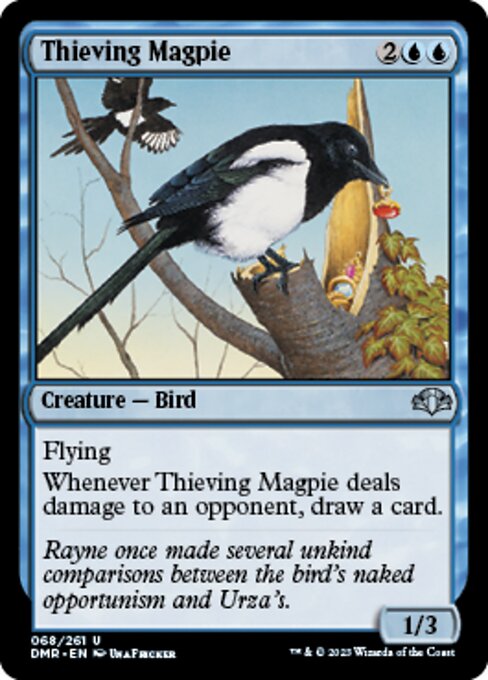 Thieving Magpie 2
Creature — Bird
Flying
Whenever Thieving Magpie deals
damage to an opponent, draw a card.
Rayne once made several unkind
comparisons between the bird's naked
opportunism and Urza's.
1/3
068/261 U
DMR • EN Una Fricker
™ & © 2023 Wizards of the Coast